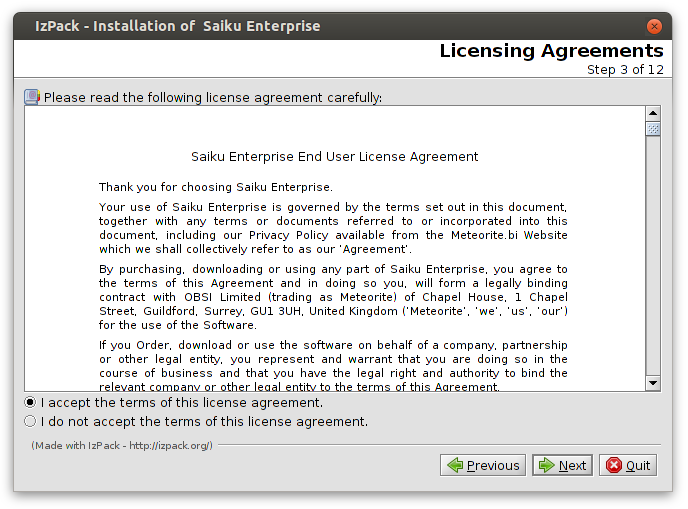 IzPack - Installation of  Saiku Enterprise
Licensing Agreements
Step 3 of 12
Please read the following license agreement carefully:
Saiku Enterprise End User License Agreement
Thank you for choosing Saiku Enterprise.
Your use of Saiku Enterprise is governed by the terms set out in this document,
together with any terms or documents referred to or incorporated into this
document, including our Privacy Policy available from the Meteorite.bi Website
which we shall collectively refer to as our ‘Agreement’.
By purchasing, downloading or using any part of Saiku Enterprise, you agree to
the terms of this Agreement and in doing so you, will form a legally binding
contract with OBSI Limited (trading as Meteorite) of Chapel House, 1 Chapel
Street, Guildford, Surrey, GU1 3UH, United Kingdom (‘Meteorite’, ‘we’, ‘us’, ‘our’)
for the use of the Software.
If you Order, download or use the software on behalf of a company, partnership
or other legal entity, you represent and warrant that you are doing so in the
course of business and that you have the legal right and authority to bind the
relevant company or other legal entity to the terms of this Agreement.
I accept the terms of this license agreement.
I do not accept the terms of this license agreement.
(Made with IzPack - http://izpack.org/)
Previous
Next
Quit